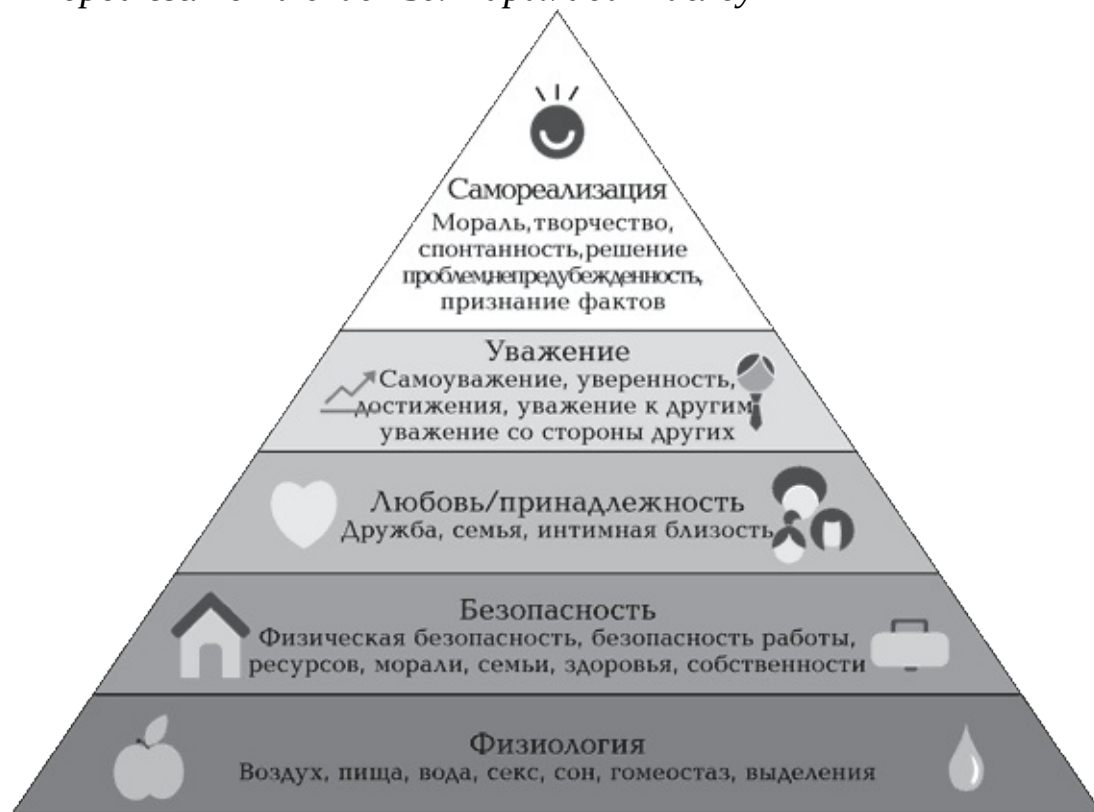 Самореализация
Мораль, творчество,
спонтанность, решение
проблем, непредубежденность,
признание фактов
Уважение
Самоуважение, уверенность,
достижения, уважение к другим
уважение со стороны других
Любовь/принадлежность
Дружба, семья, интимная близость
Безопасность
Физическая безопасность, безопасность работы,
ресурсов, морали, семьи, здоровья, собственности
Физиология
Воздух, пища, вода, секс, сон, гомеостаз, выделения